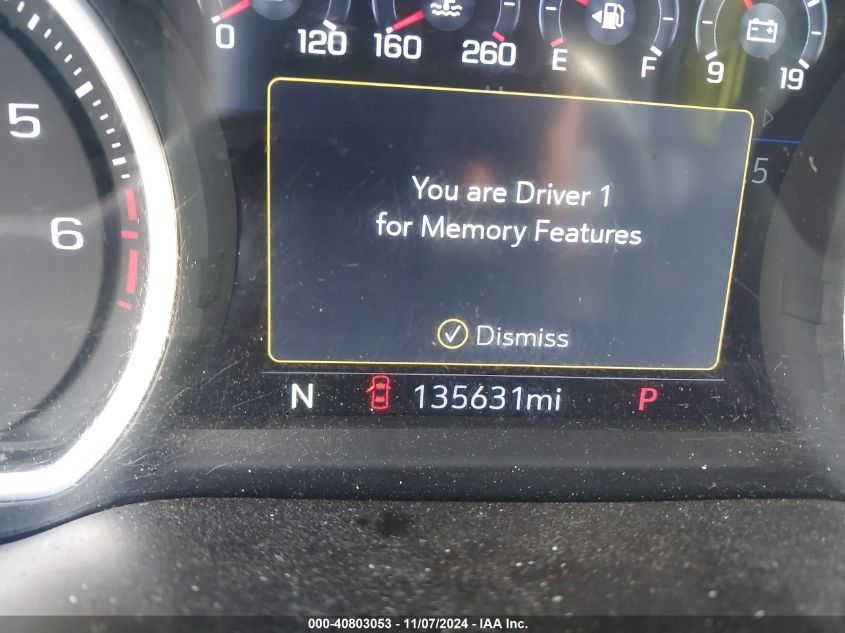 0 120 160 260 E F 9 19
5
You are Driver 1
for Memory Features
5
6
Dismiss
N 135631mi P
000-40803053 - 11/07/2024 - IAA Inc.